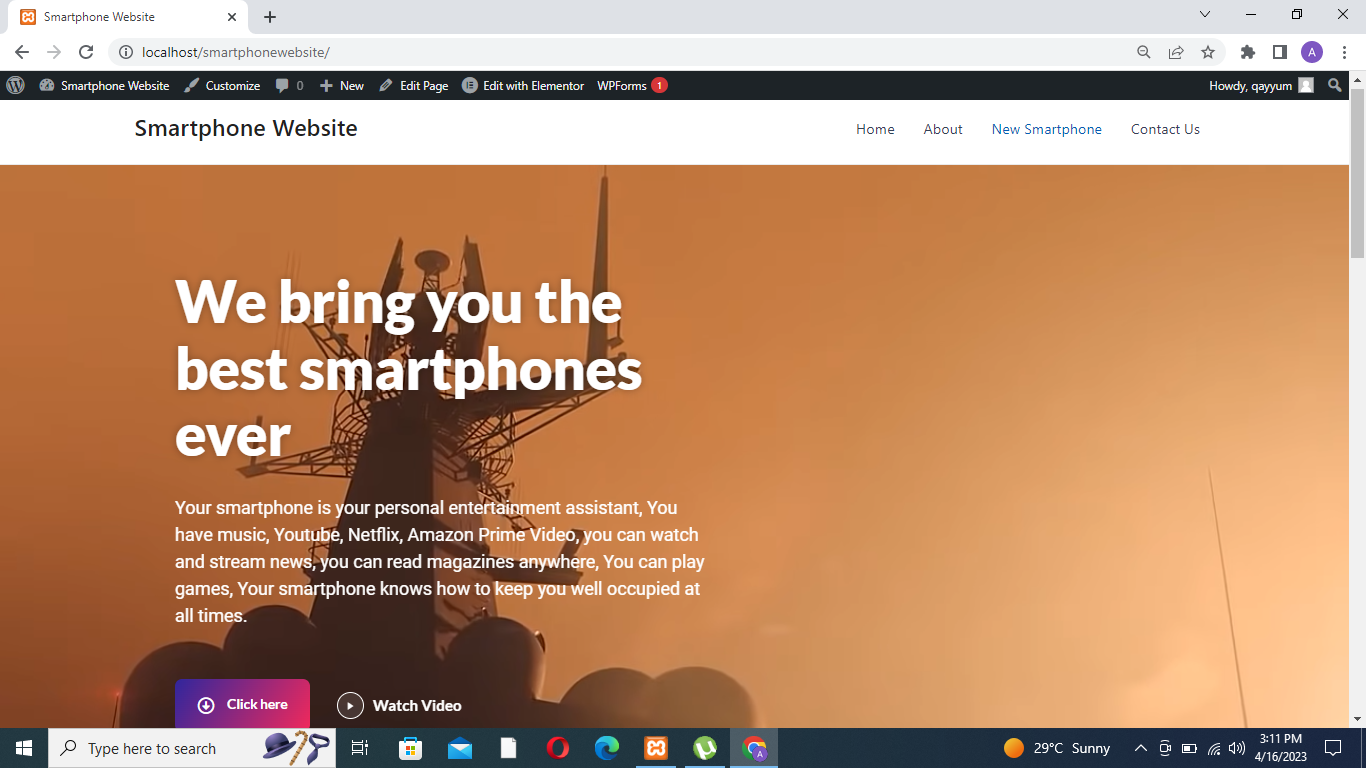 Smartphone Website
localhost/smartphonewebsite/
A
Smartphone Website
Customize
0
New
Edit Page
Edit with Elementor
WPForms
1
Howdy, qayyum
Smartphone Website
Home
About
New Smartphone
Contact Us
We bring you the
best smartphones
ever
Your smartphone is your personal entertainment assistant, You
have music, Youtube, Netflix, Amazon Prime Video, you can watch
and stream news, you can read magazines anywhere, You can play
games, Your smartphone knows how to keep you well occupied at
all times.
Click here
Watch Video
Type here to search
A
29°C Sunny
3:11 PM
4/16/2023